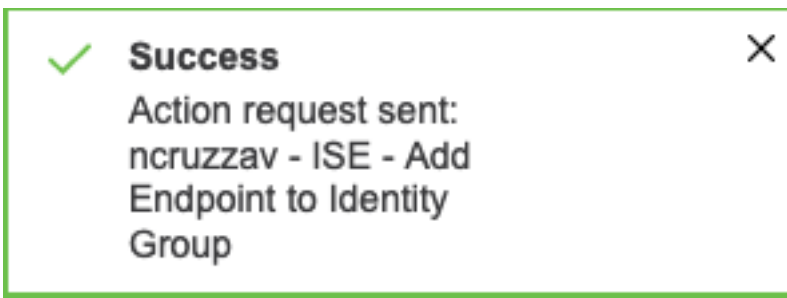 Success
Action request sent:
ncruzzav - ISE - Add
Endpoint to Identity
Group